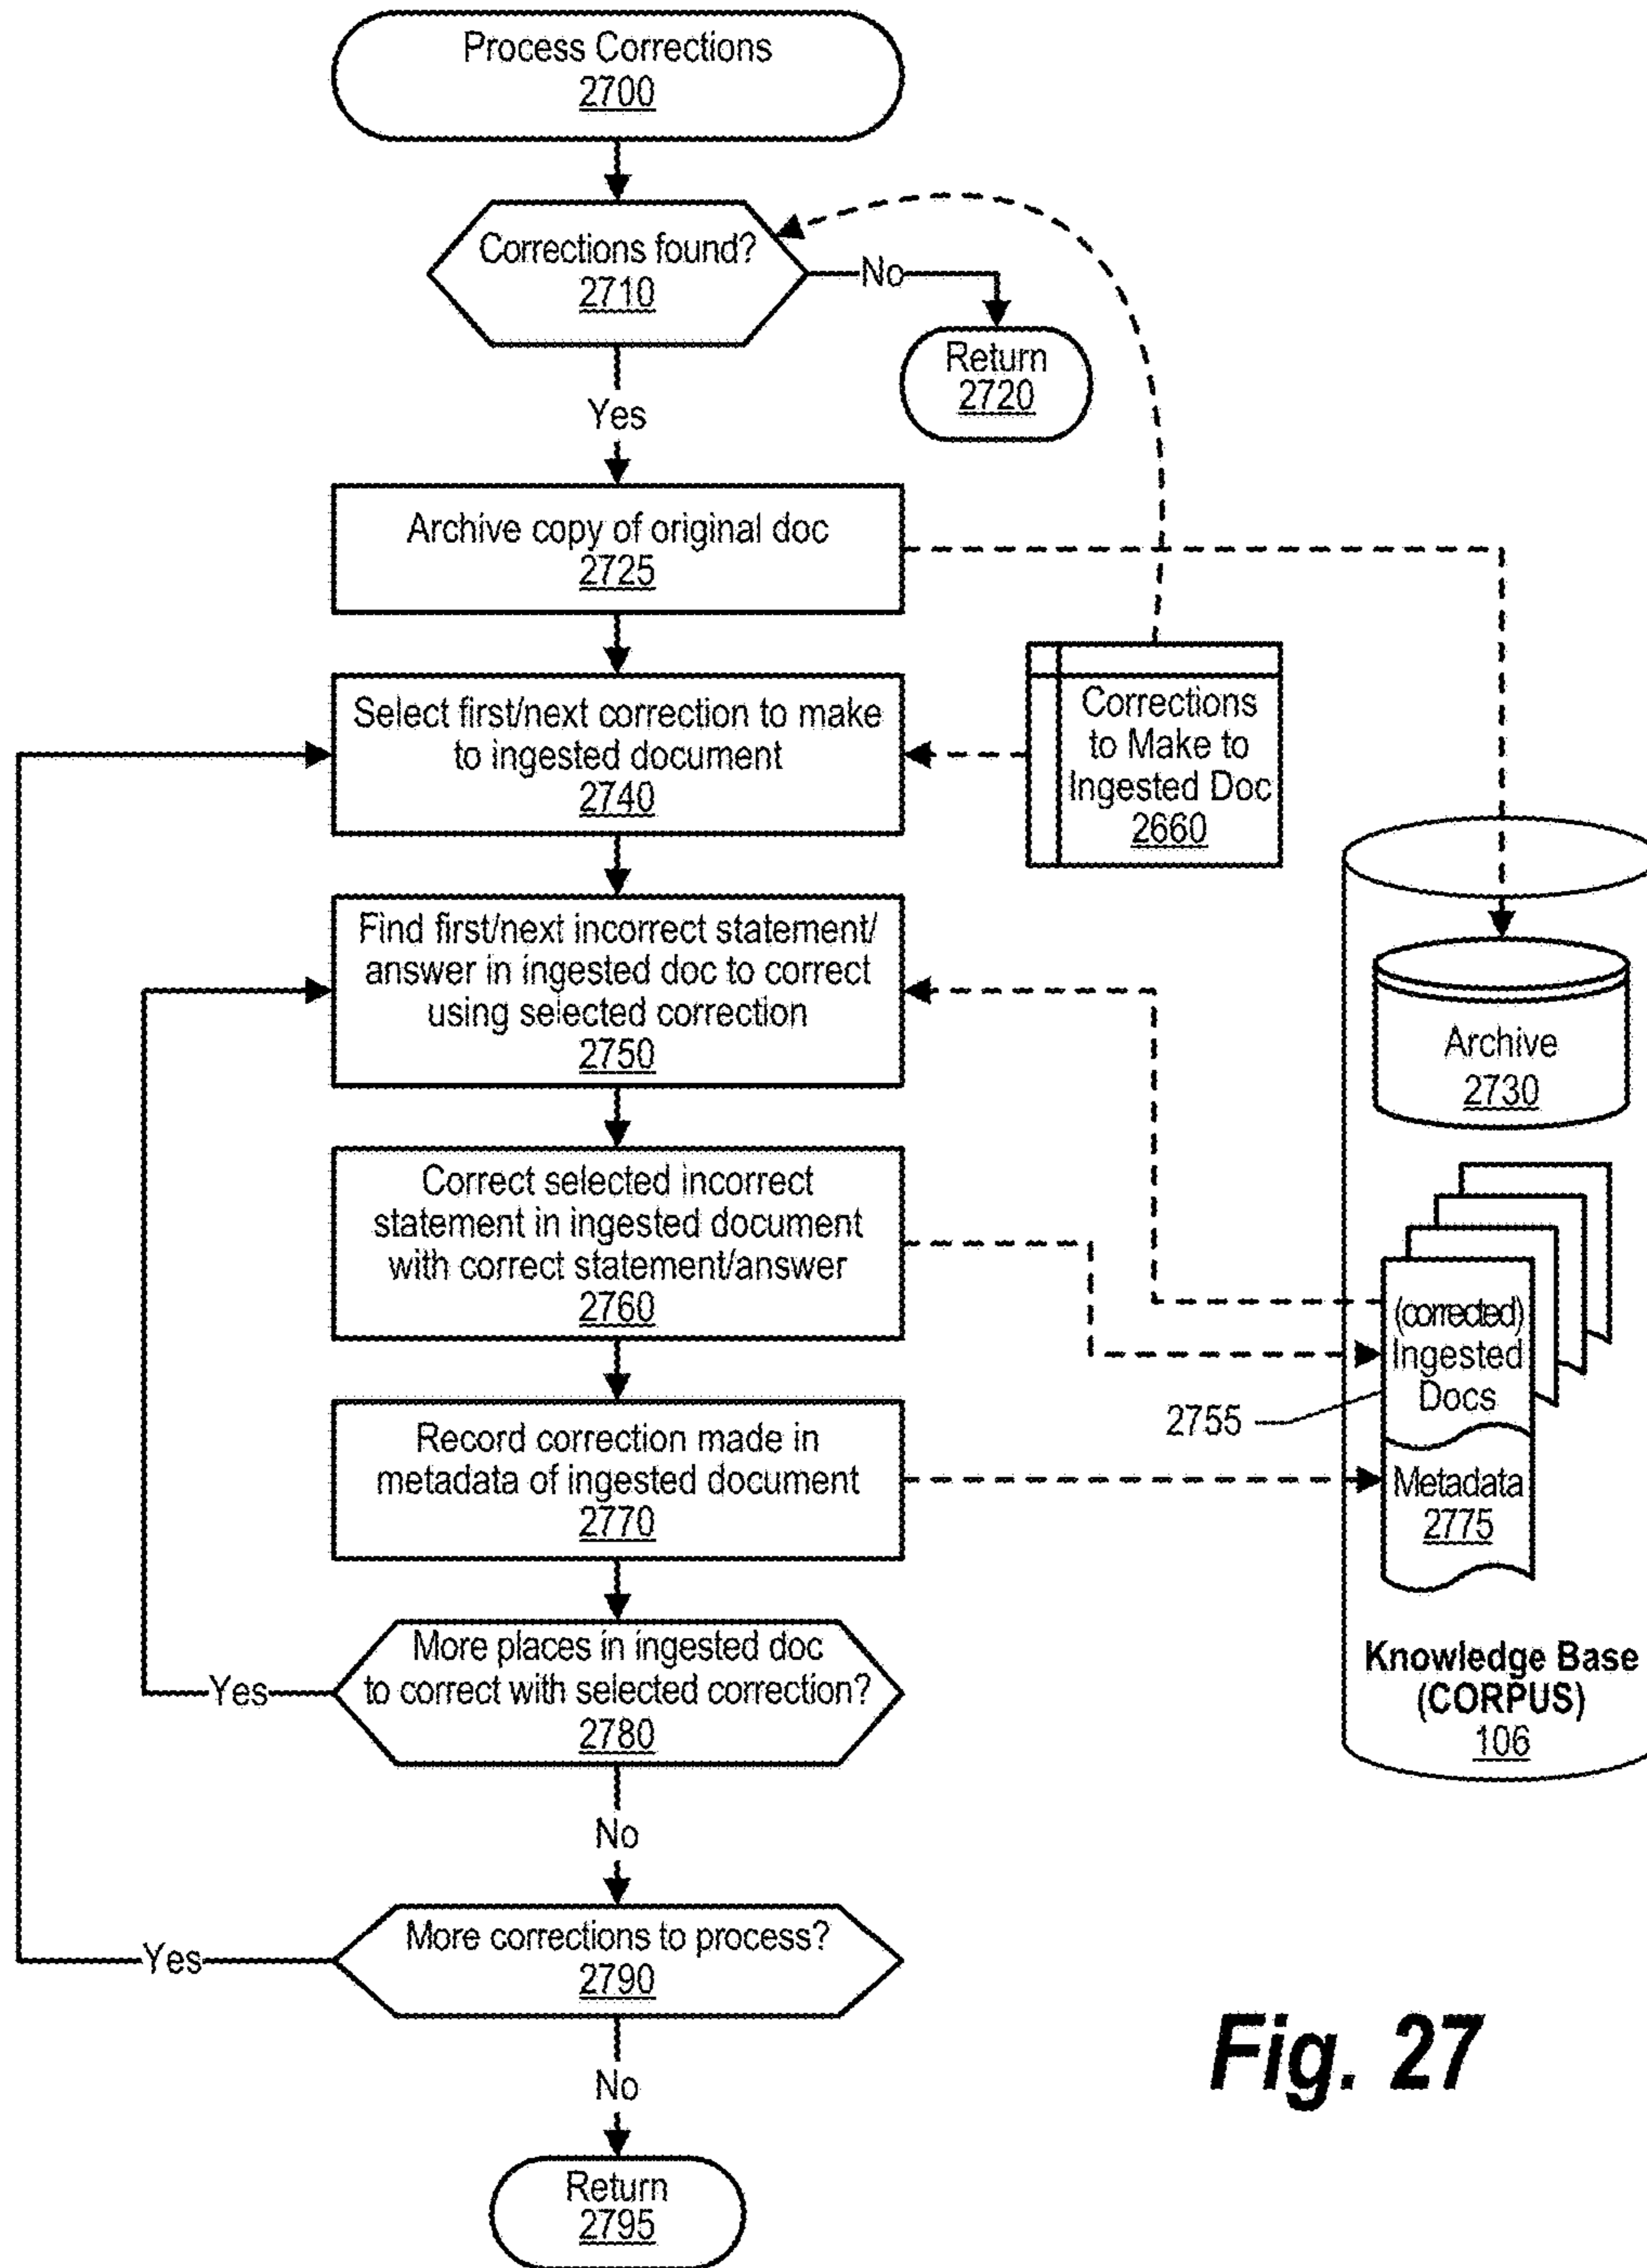 Process Corrections
2700
Corrections found?
2710
No
Return
2720
Yes
Archive copy of original doc
2725
Select first/next correction to make
to ingested document
2740
Corrections
to Make to
Ingested Doc
2660
Find first/next incorrect statement/
answer in ingested doc to correct
using selected correction
2750
Archive
2730
Correct selected incorrect
statement in ingested document
with correct statement/answer
2760
(corrected)
Ingested
Docs
2755
Record correction made in
metadata of ingested document
2770
Metadata
2775
More places in ingested doc
to correct with selected correction?
2780
Yes
Knowledge Base
(CORPUS)
106
No
More corrections to process?
2790
Yes
No
Return
2795
Fig. 27